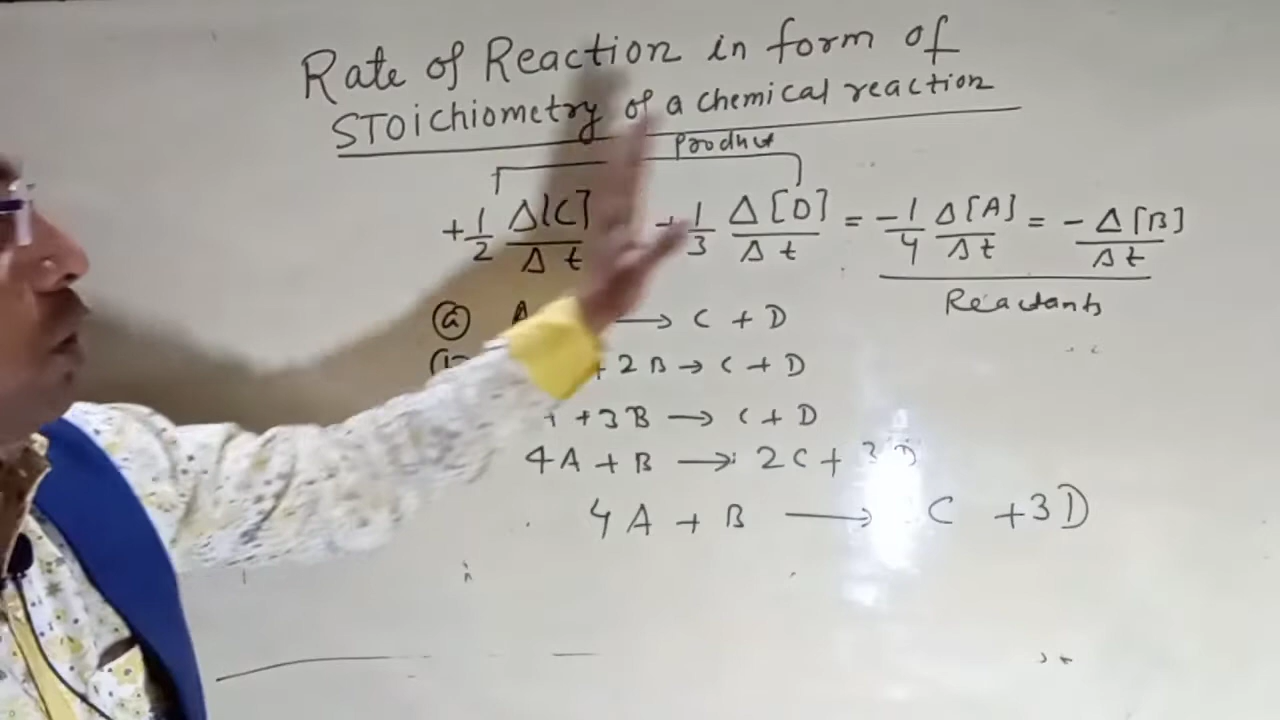 Rate of Reaction in form of
STOichiometry of a chemical reaction
Product
+1/2 Δ[C]/Δt +1/3 Δ[D]/Δt = -1/4 Δ[A]/Δt = -Δ[B]/Δt
Reactants
(a) A → C + D
+ 2B → C + D
+ 3B → C + D
4A + B → 2C + 3D
4A + B → C + 3D